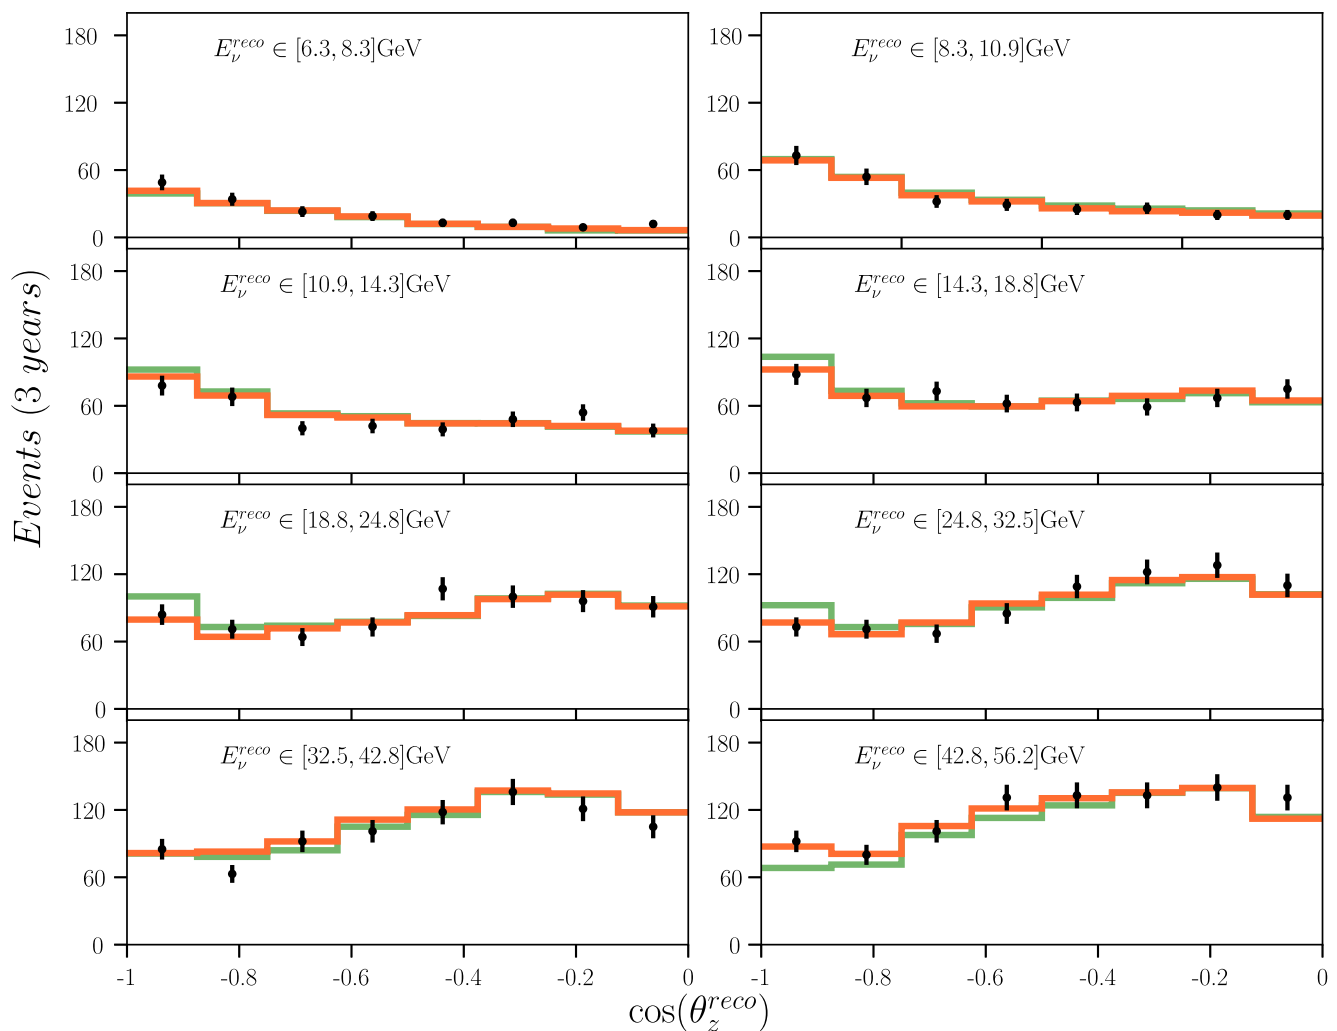 180
120
60
0
E_ν^{reco} ∈ [6.3, 8.3]GeV
180
120
60
0
E_ν^{reco} ∈ [8.3, 10.9]GeV
180
120
60
0
E_ν^{reco} ∈ [10.9, 14.3]GeV
180
120
60
0
E_ν^{reco} ∈ [14.3, 18.8]GeV
180
120
60
0
E_ν^{reco} ∈ [18.8, 24.8]GeV
180
120
60
0
E_ν^{reco} ∈ [24.8, 32.5]GeV
180
120
60
0
E_ν^{reco} ∈ [32.5, 42.8]GeV
180
120
60
0
E_ν^{reco} ∈ [42.8, 56.2]GeV
-1 -0.8 -0.6 -0.4 -0.2 0
-1 -0.8 -0.6 -0.4 -0.2 0
Events (3 years)
cos(θ_z^{reco})